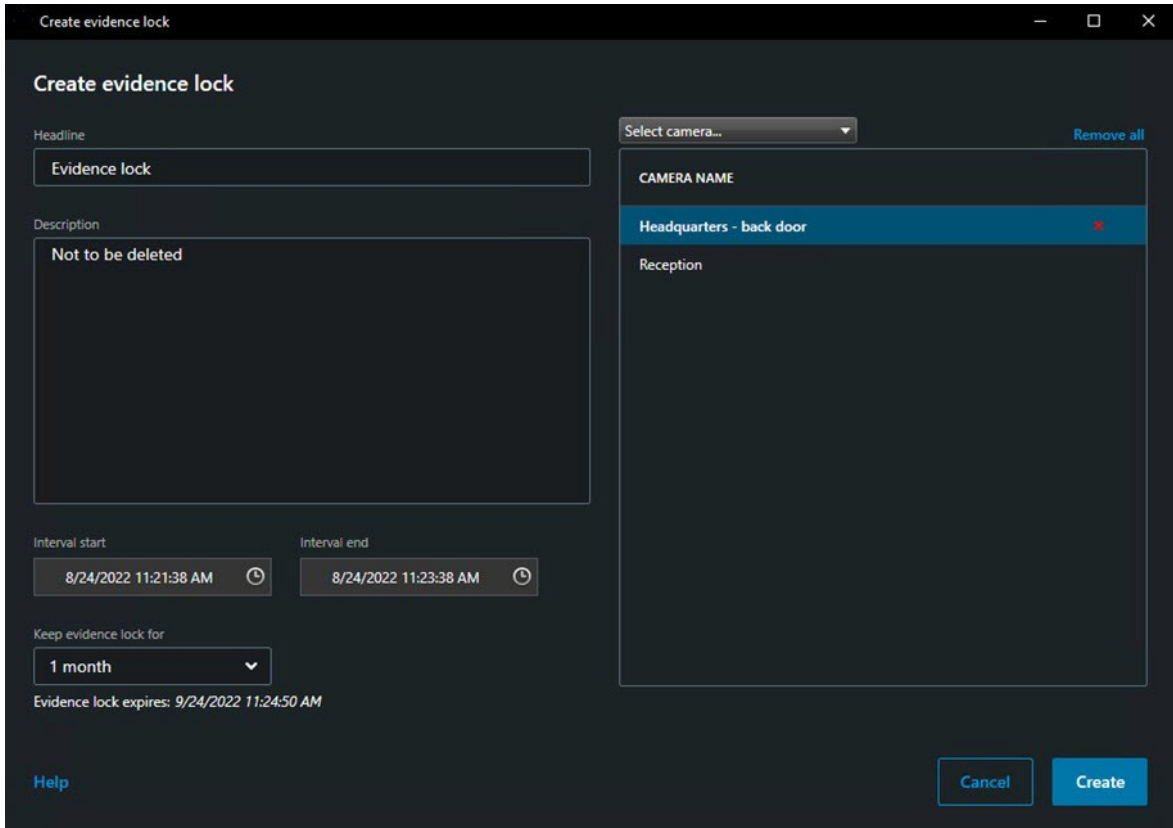 Create evidence lock
Create evidence lock
Headline
Evidence lock
Description
Not to be deleted
Interval start
8/24/2022 11:21:38 AM
Interval end
8/24/2022 11:23:38 AM
Keep evidence lock for
1 month
Evidence lock expires: 9/24/2022 11:24:50 AM
Select camera...
Remove all
CAMERA NAME
Headquarters - back door
Reception
Help
Cancel
Create